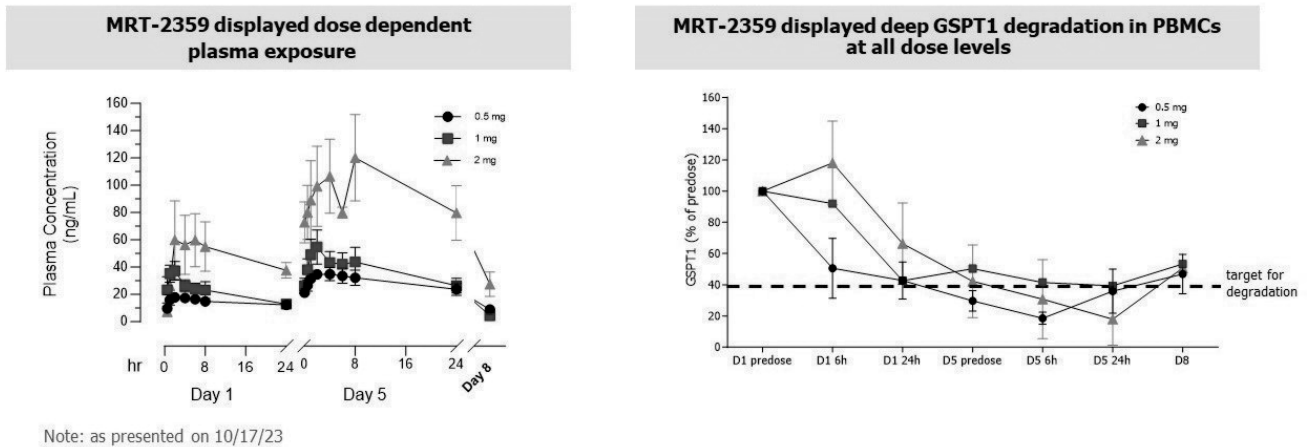 MRT-2359 displayed dose dependent
plasma exposure
160
140
120
100
80
60
40
20
0
Plasma Concentration
(ng/mL)
0.5 mg
1 mg
2 mg
hr
0
8
16
24
0
8
16
24
Day 1
Day 5
Day 8
Note: as presented on 10/17/23
MRT-2359 displayed deep GSPT1 degradation in PBMCs
at all dose levels
160
140
120
100
80
60
40
20
0
GSPT1 (% of predose)
0.5 mg
1 mg
2 mg
target for
degradation
D1 predose
D1 6h
D1 24h
D5 predose
D5 6h
D5 24h
D8